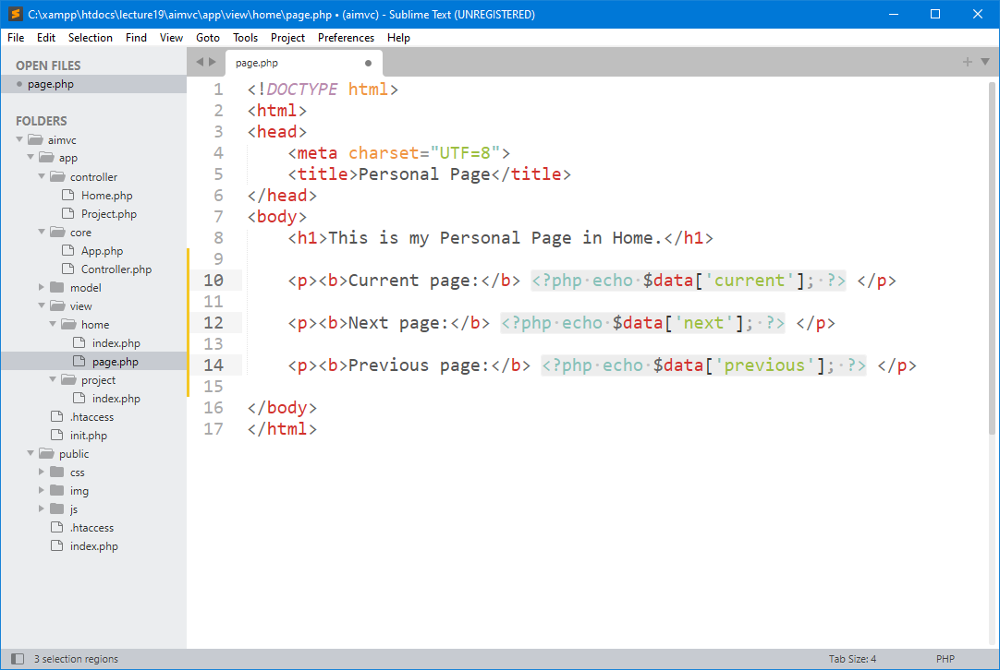 C:\xampp\htdocs\lecture19\aimvc\app\view\home\page.php • (aimvc) - Sublime Text (UNREGISTERED)
File Edit Selection Find View Goto Tools Project Preferences Help
OPEN FILES
page.php
FOLDERS
aimvc
app
controller
Home.php
Project.php
core
App.php
Controller.php
model
view
home
index.php
page.php
project
index.php
.htaccess
init.php
public
css
img
js
.htaccess
index.php
page.php
1 <!DOCTYPE html>
2 <html>
3 <head>
4 <meta charset="UTF=8">
5 <title>Personal Page</title>
6 </head>
7 <body>
8 <h1>This is my Personal Page in Home.</h1>
9
10 <p><b>Current page:</b> <?php echo $data['current']; ?> </p>
11
12 <p><b>Next page:</b> <?php echo $data['next']; ?> </p>
13
14 <p><b>Previous page:</b> <?php echo $data['previous']; ?> </p>
15
16 </body>
17 </html>
3 selection regions Tab Size: 4 PHP